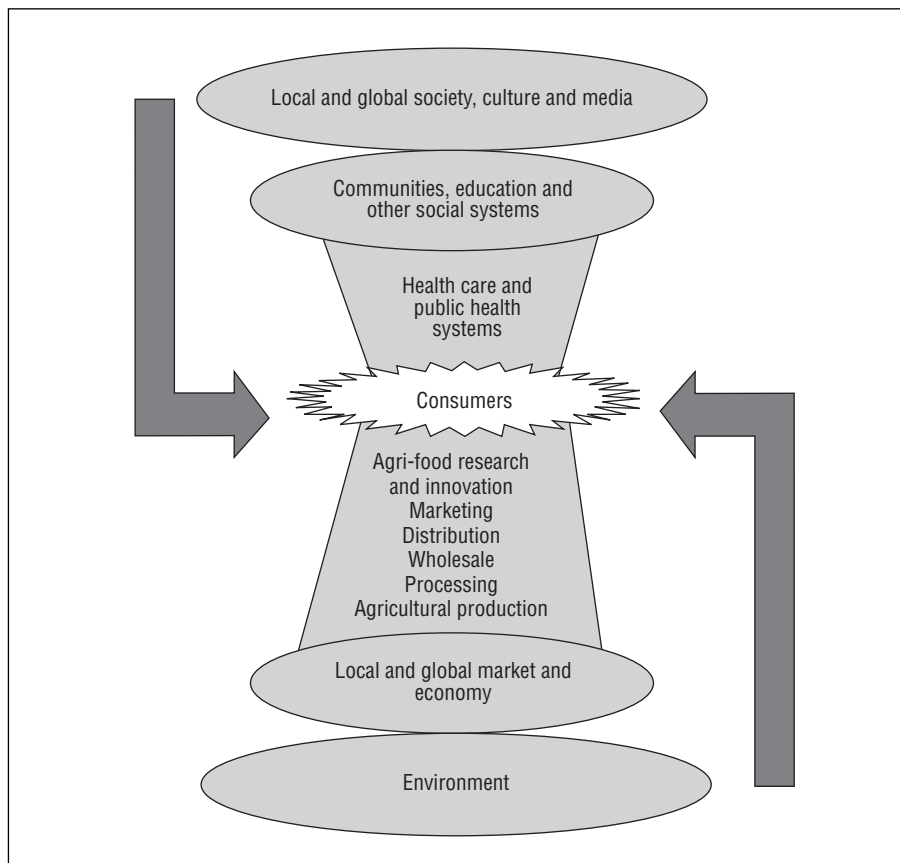 Local and global society, culture and media
Communities, education and
other social systems
Health care and
public health
systems
Consumers
Agri-food research
and innovation
Marketing
Distribution
Wholesale
Processing
Agricultural production
Local and global market and
economy
Environment